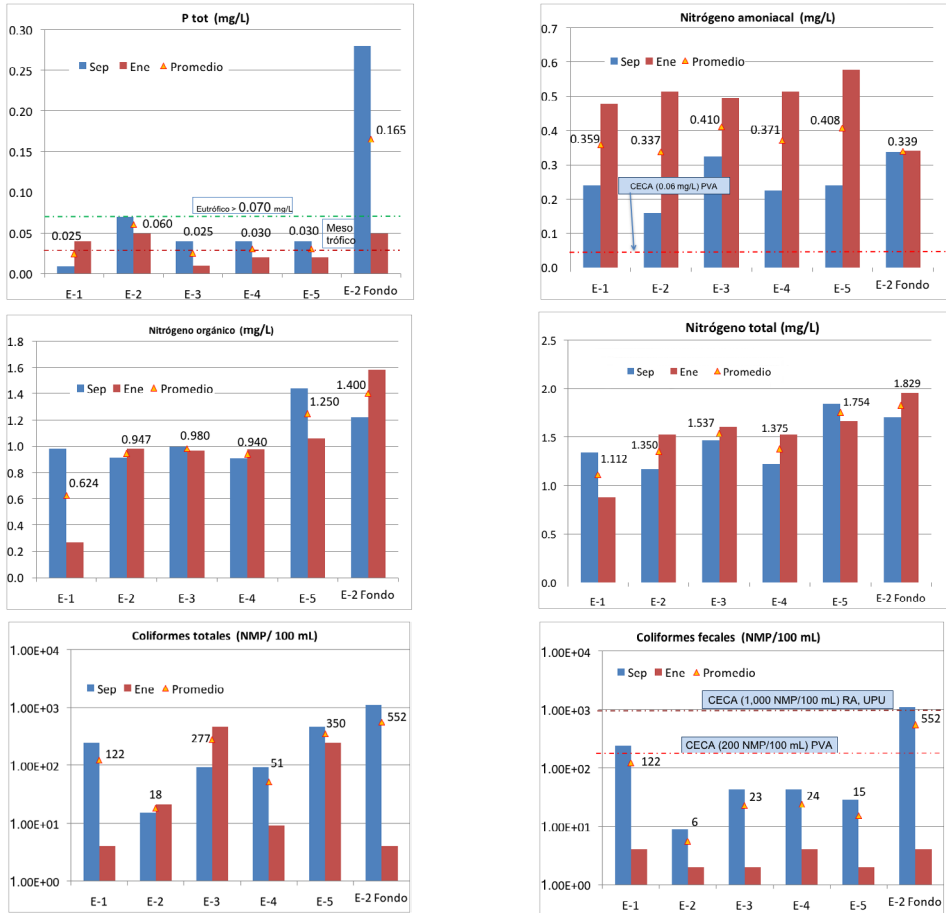 P tot (mg/L)
0.30
0.25
0.20
0.15
0.10
0.05
0.00
Sep
Ene
Promedio
0.025
0.060
0.025
0.030
0.030
0.165
Eutrófico > 0.070 mg/L
Meso
trófico
E-1
E-2
E-3
E-4
E-5
E-2 Fondo
Nitrógeno amoniacal (mg/L)
0.7
0.6
0.5
0.4
0.3
0.2
0.1
0.0
Sep
Ene
Promedio
0.359
0.337
0.410
0.371
0.408
0.339
CECA (0.06 mg/L) PVA
E-1
E-2
E-3
E-4
E-5
E-2 Fondo
Nitrógeno orgánico (mg/L)
1.8
1.6
1.4
1.2
1.0
0.8
0.6
0.4
0.2
0.0
Sep
Ene
Promedio
0.624
0.947
0.980
0.940
1.250
1.400
E-1
E-2
E-3
E-4
E-5
E-2 Fondo
Nitrógeno total (mg/L)
2.5
2.0
1.5
1.0
0.5
0.0
Sep
Ene
Promedio
1.112
1.350
1.537
1.375
1.754
1.829
E-1
E-2
E-3
E-4
E-5
E-2 Fondo
Coliformes totales (NMP/ 100 mL)
1.00E+04
1.00E+03
1.00E+02
1.00E+01
1.00E+00
Sep
Ene
Promedio
122
18
277
51
350
552
E-1
E-2
E-3
E-4
E-5
E-2 Fondo
Coliformes fecales (NMP/100 mL)
1.00E+04
1.00E+03
1.00E+02
1.00E+01
1.00E+00
Sep
Ene
Promedio
CECA (1,000 NMP/100 mL) RA, UPU
CECA (200 NMP/100 mL) PVA
122
6
23
24
15
552
E-1
E-2
E-3
E-4
E-5
E-2 Fondo